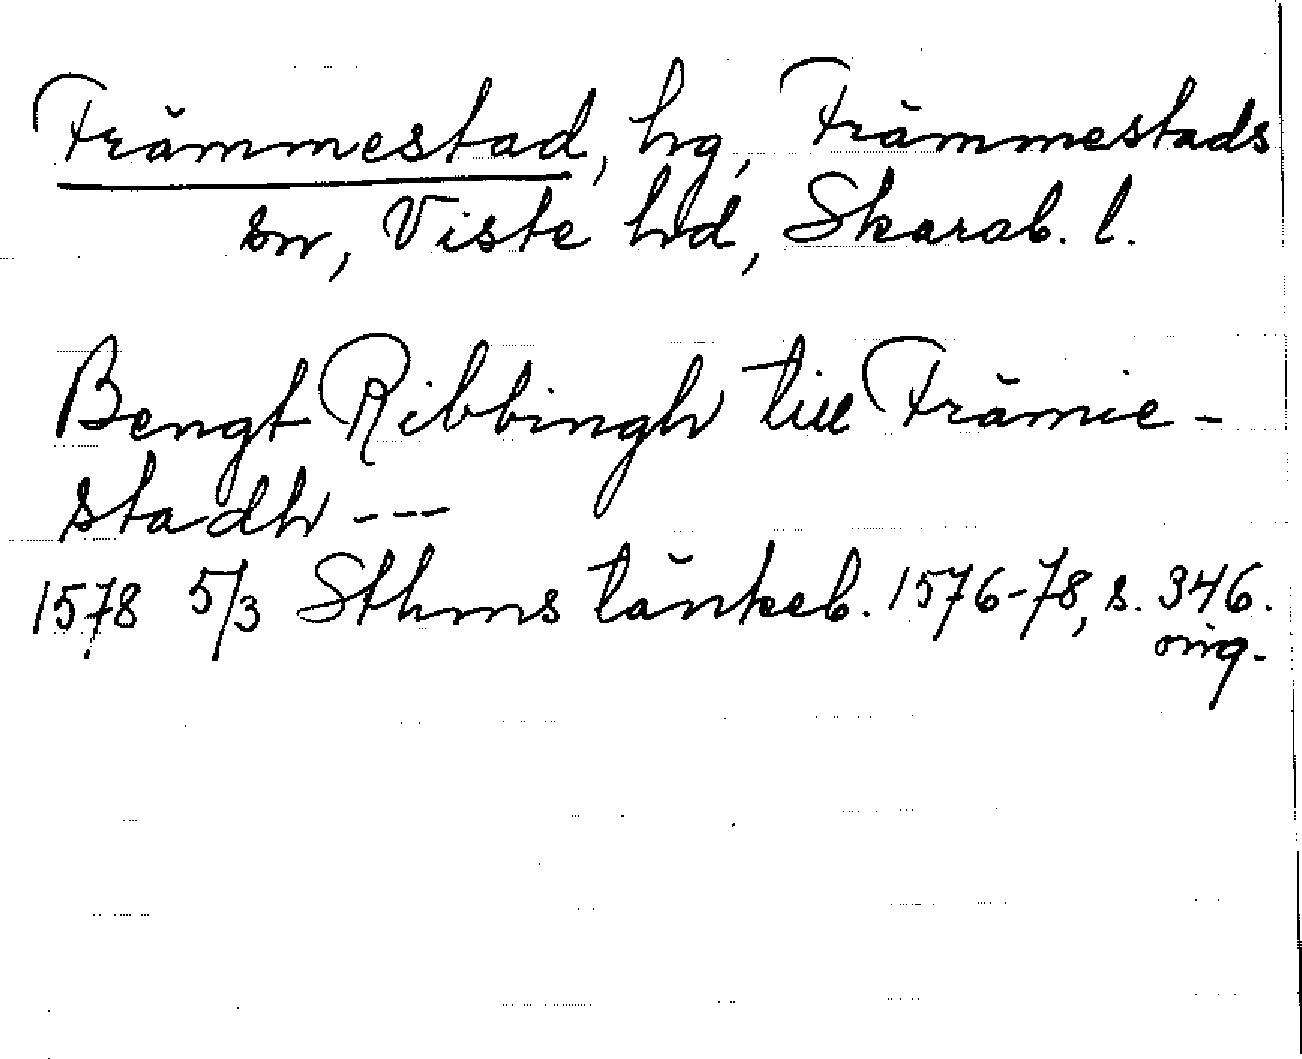 Främmestad, hg, Främmestads
sn, Viste hd, Skarab. l.
Bengt Ribbingh till Främie-
stadh ---
1578 5/3 Sthms tänkeb. 1576-78, s. 346.
orig.